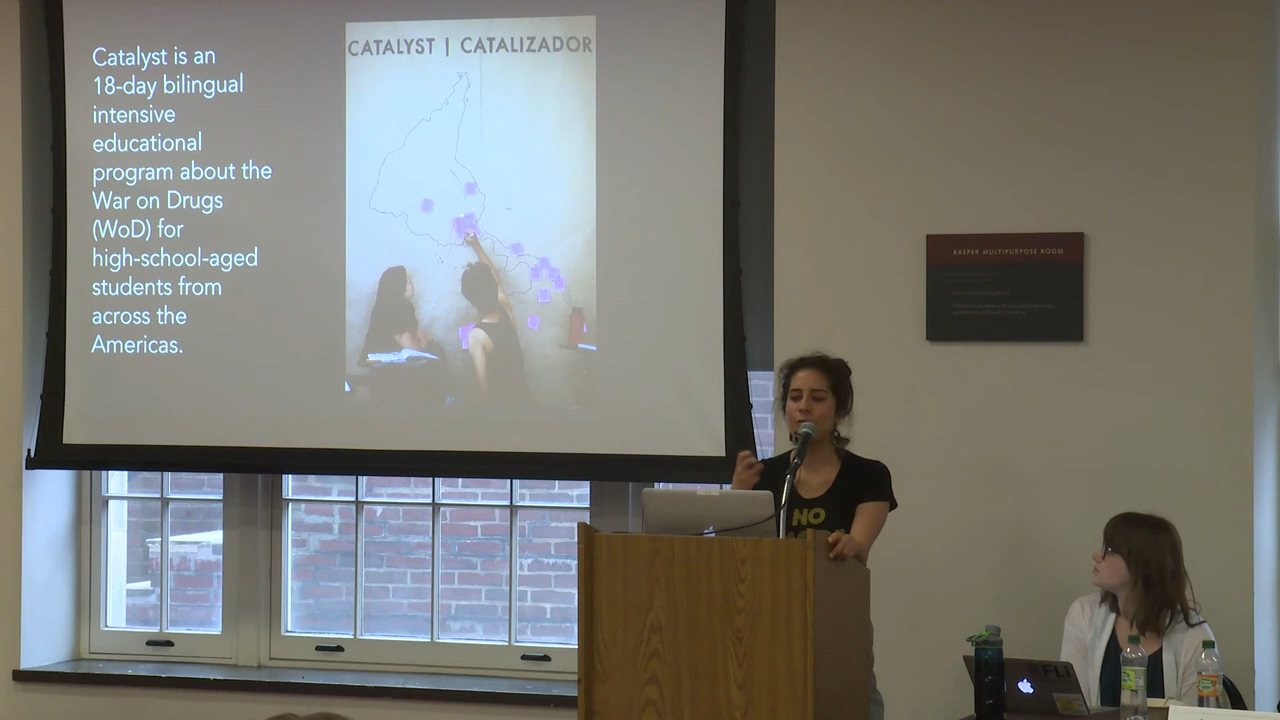 Catalyst is an
18-day bilingual
intensive
educational
program about the
War on Drugs
(WoD) for
high-school-aged
students from
across the
Americas.
CATALYST | CATALIZADOR
KASPER MULTIPURPOSE ROOM
NO
FLI